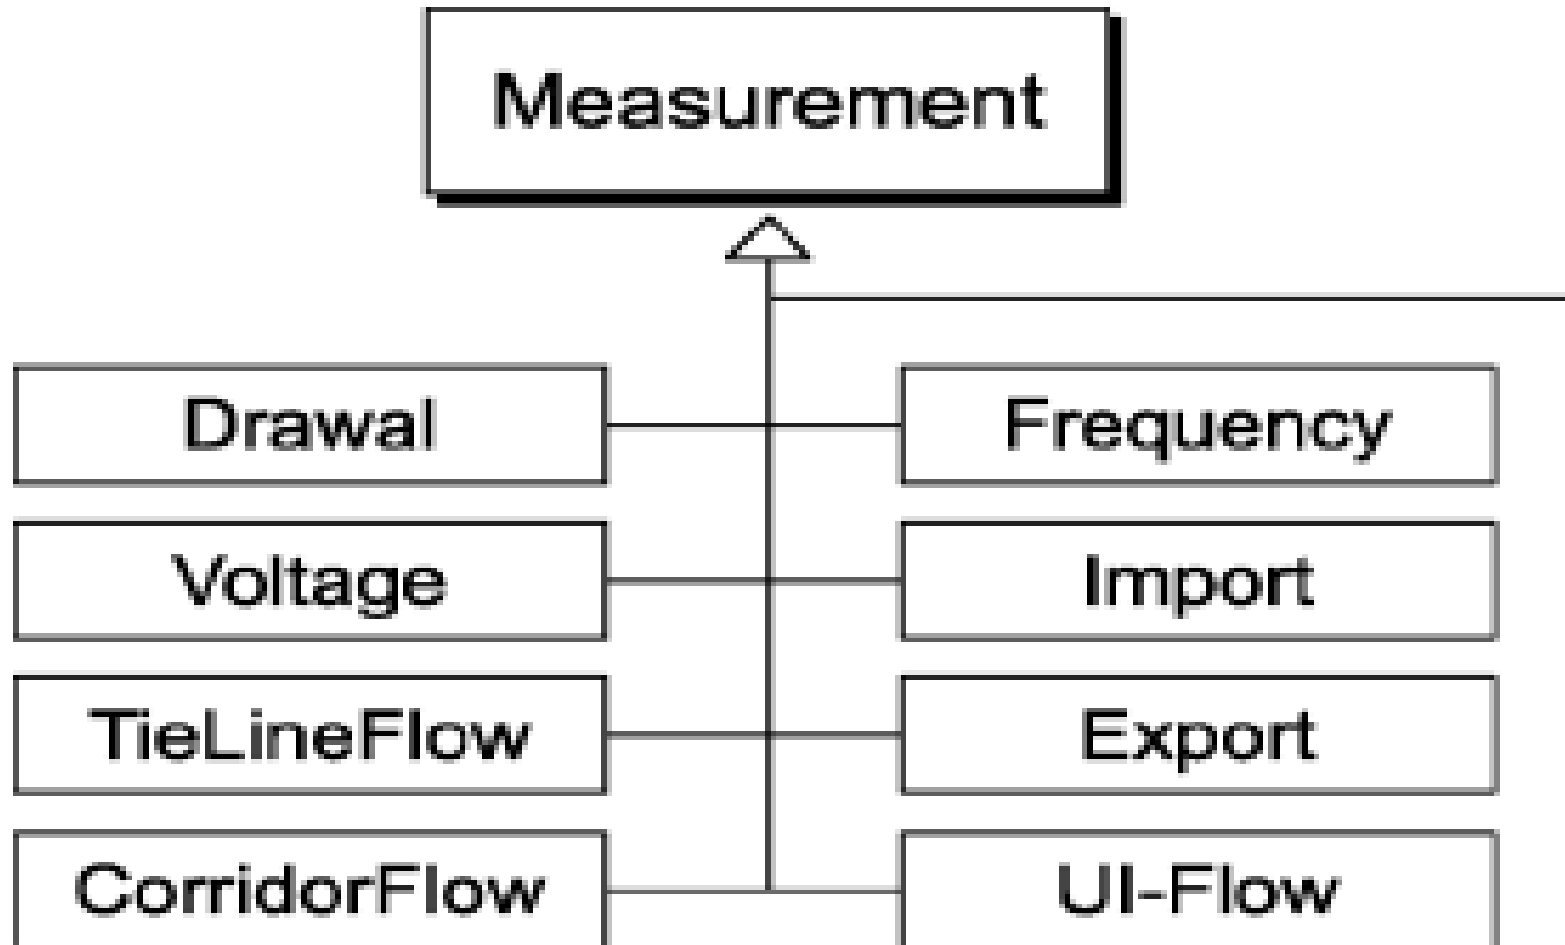 Measurement
Drawal
Frequency
Voltage
Import
TieLineFlow
Export
CorridorFlow
UI-Flow